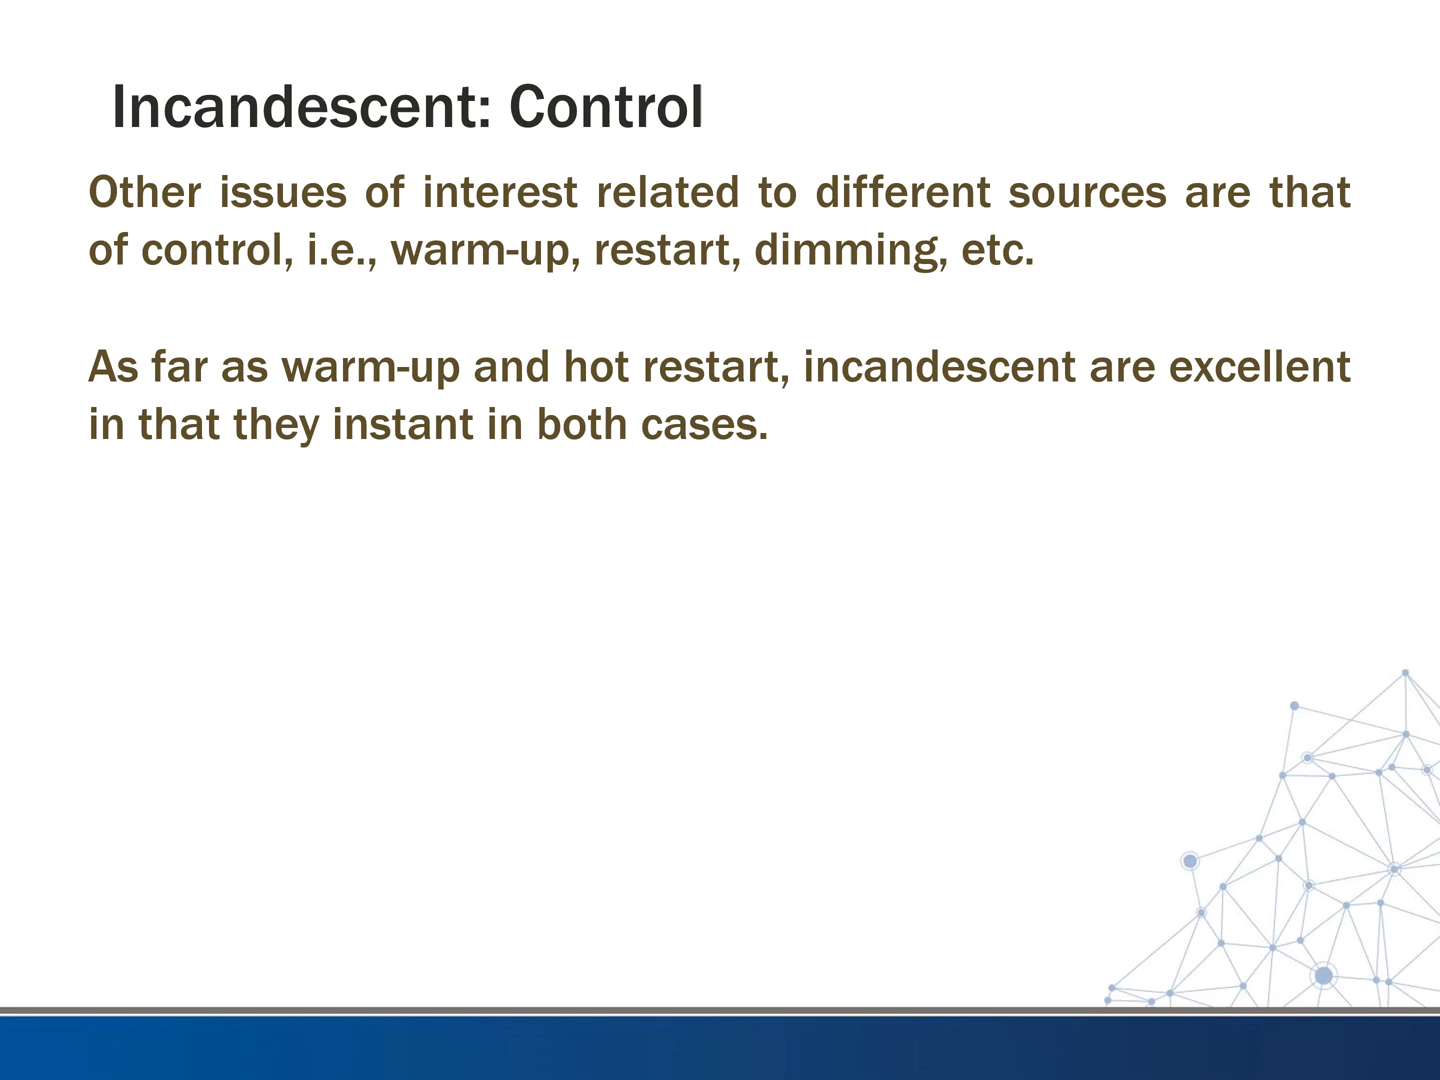 Incandescent: Control
Other issues of interest related to different sources are that
of control, i.e., warm-up, restart, dimming, etc.
As far as warm-up and hot restart, incandescent are excellent
in that they instant in both cases.